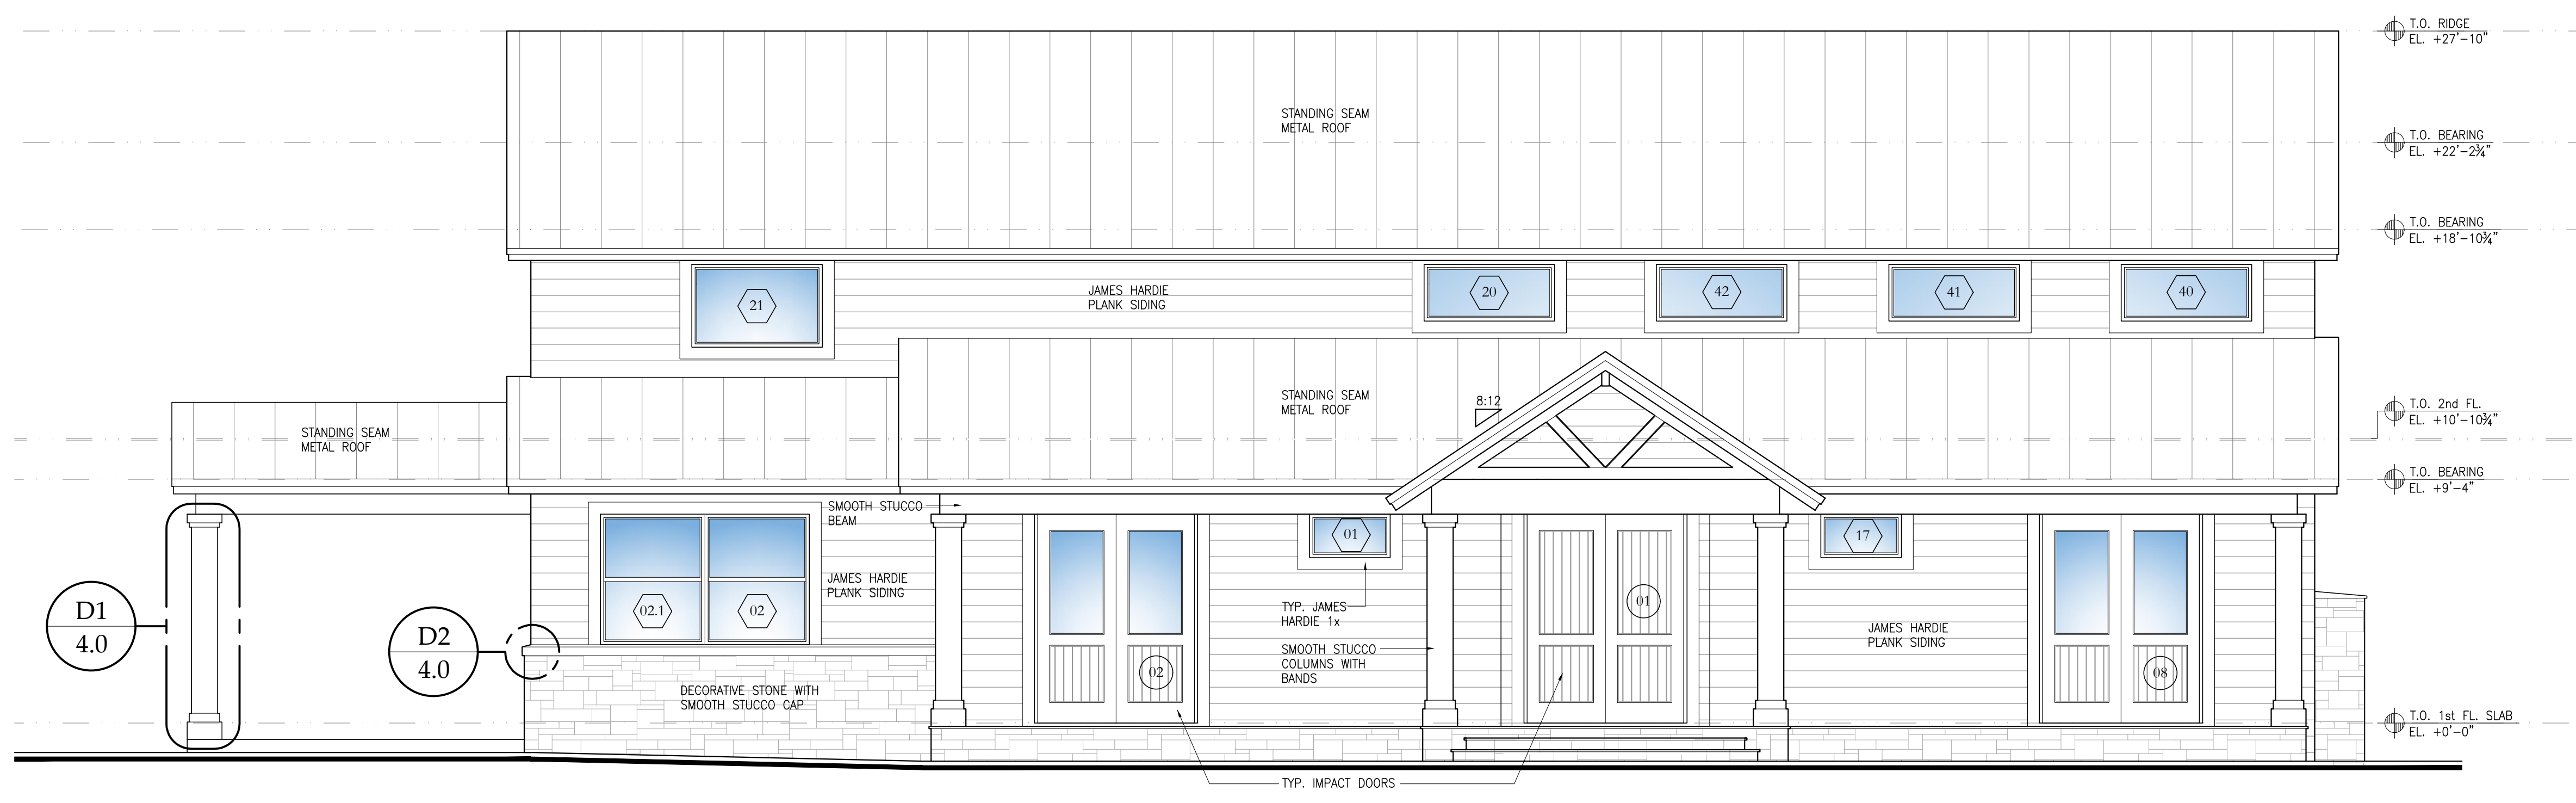 T.O. RIDGE
EL. +27'-10"
STANDING SEAM
METAL ROOF
T.O. BEARING
EL. +22'-2¾"
T.O. BEARING
EL. +18'-10¾"
21
JAMES HARDIE
PLANK SIDING
20
42
41
40
STANDING SEAM
METAL ROOF
STANDING SEAM
METAL ROOF
8:12
T.O. 2nd FL.
EL. +10'-10¾"
T.O. BEARING
EL. +9'-4"
SMOOTH STUCCO
BEAM
01
17
JAMES HARDIE
PLANK SIDING
02.1
02
D1
4.0
D2
4.0
TYP. JAMES
HARDIE 1x
01
JAMES HARDIE
PLANK SIDING
SMOOTH STUCCO
COLUMNS WITH
BANDS
02
08
DECORATIVE STONE WITH
SMOOTH STUCCO CAP
T.O. 1st FL. SLAB
EL. +0'-0"
TYP. IMPACT DOORS